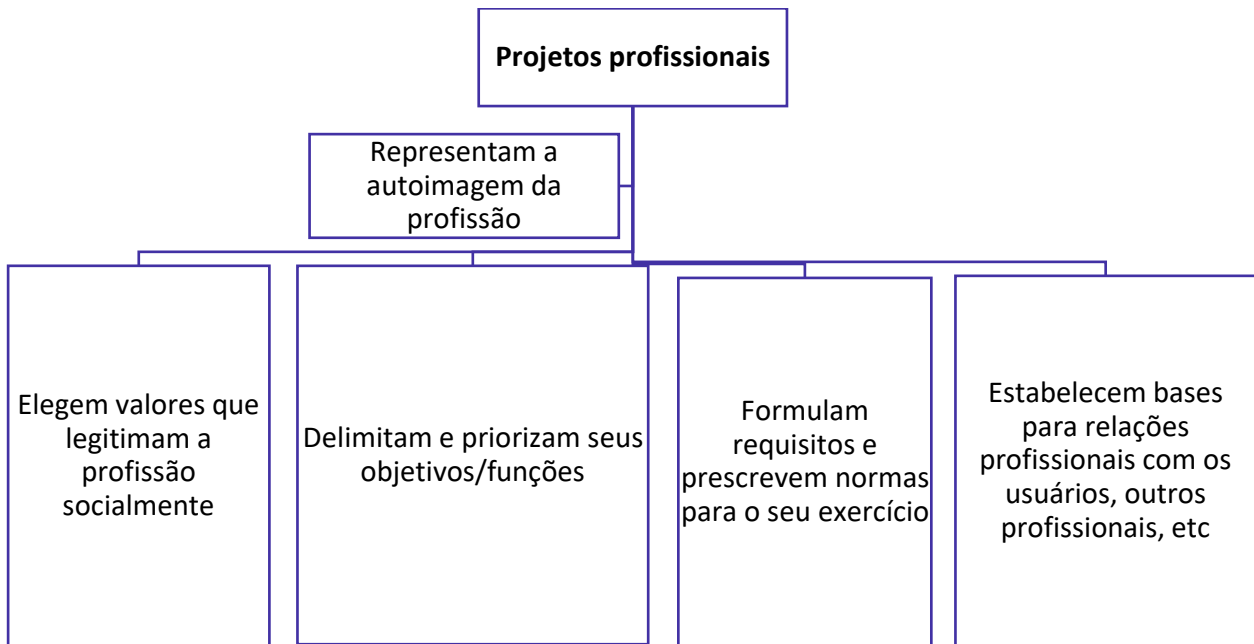 Projetos profissionais
Representam a
autoimagem da
profissão
Elegem valores que
legitimam a
profissão
socialmente
Delimitam e priorizam seus
objetivos/funções
Formulam
requisitos e
prescrevem normas
para o seu exercício
Estabelecem bases
para relações
profissionais com os
usuários, outros
profissionais, etc